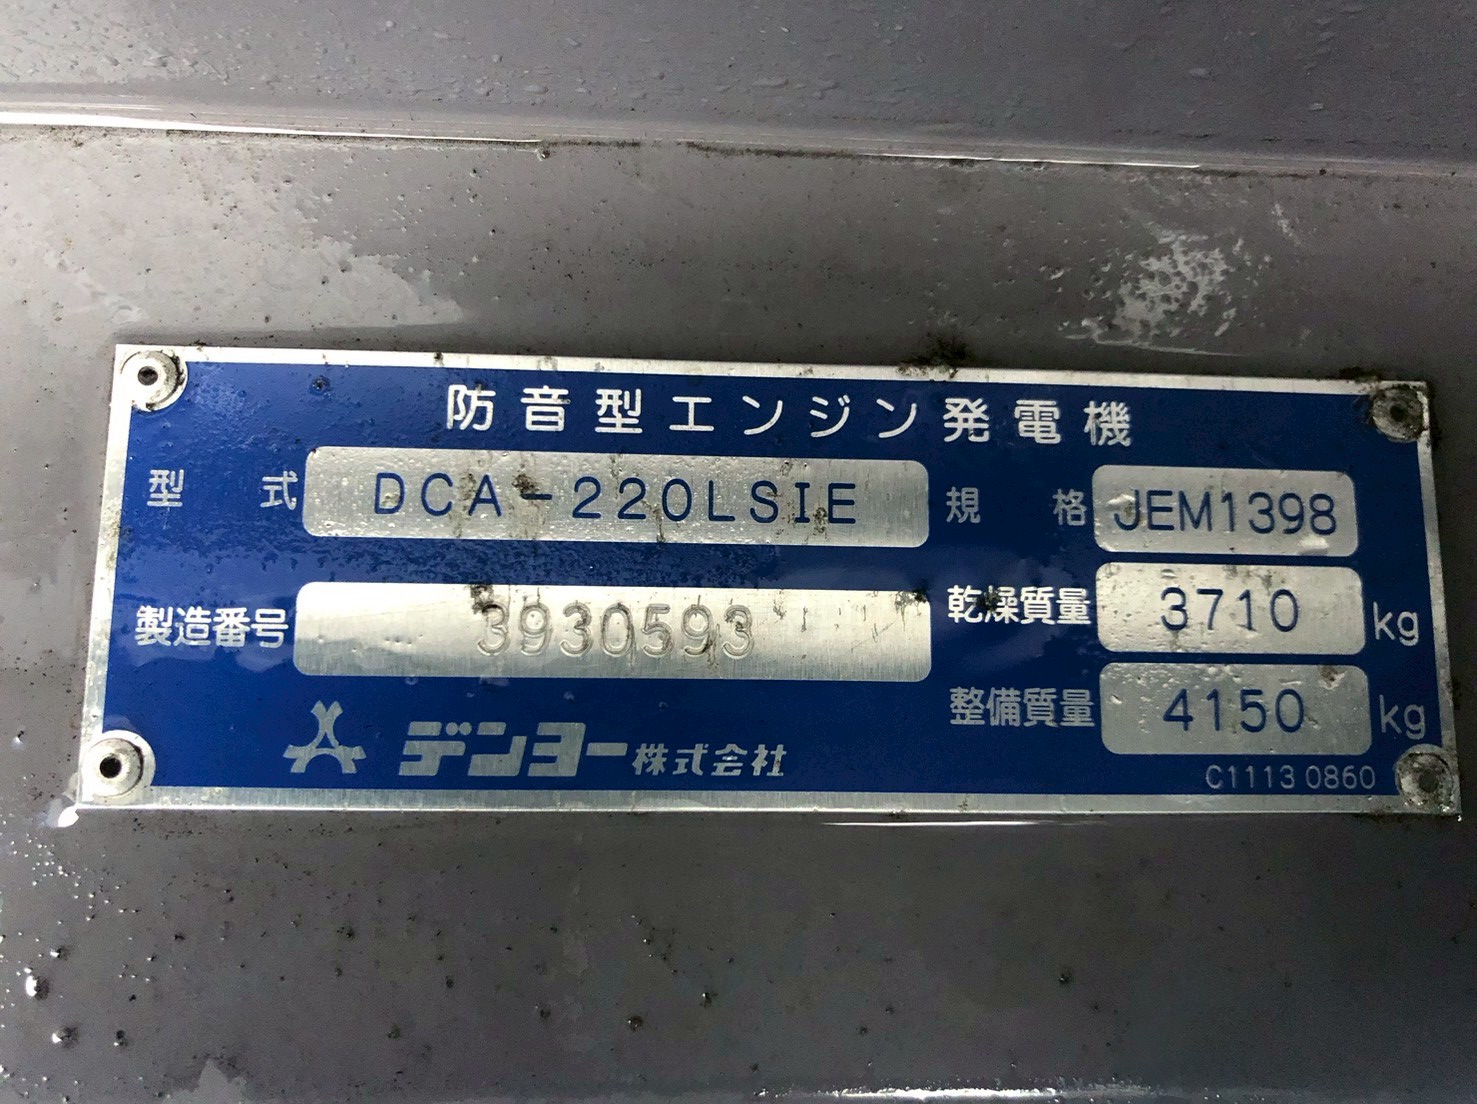 防音型エンジン発電機
型式 DCA-220LSIE 規格 JEM1398
製造番号 3930593 乾燥質量 3710 kg
整備質量 4150 kg
デンヨー株式会社
C1113 0860